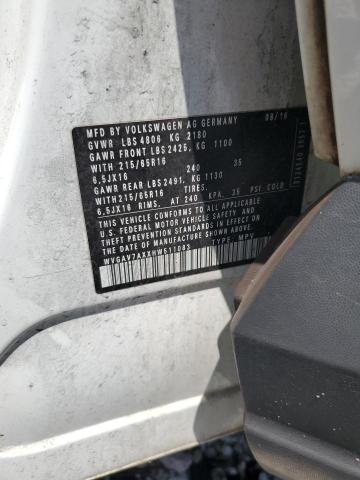 MFD BY VOLKSWAGEN AG GERMANY 08/16
GVWR LBS 4806 KG 2180
GAWR FRONT LBS 2425, KG 1100
WITH 215/65R16
6,5JX16 240 35
GAWR REAR LBS 2491, KG 1130
WITH 215/65R16 TIRES,
6,5JX16 RIMS, AT 240 KPA, 35 PSI COLD
THIS VEHICLE CONFORMS TO ALL APPLICABLE
U.S. FEDERAL MOTOR VEHICLE SAFETY, BUMPER, AND THEFT
PREVENTION STANDARDS IN EFFECT ON THE
DATE OF MANUFACTURE SHOWN ABOVE.
TYPE: MPV
WVGAV7AXXHW511083